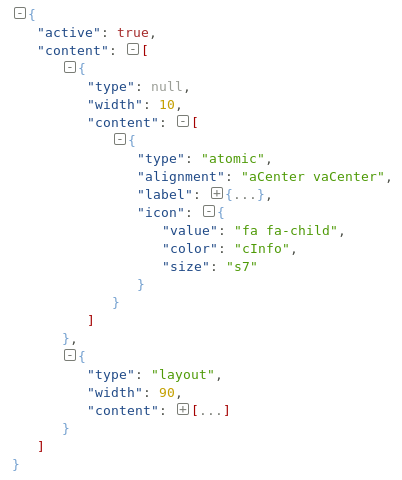 {
"active": true,
"content": [
{
"type": null,
"width": 10,
"content": [
{
"type": "atomic",
"alignment": "aCenter vaCenter",
"label": {...},
"icon": {
"value": "fa fa-child",
"color": "cInfo",
"size": "s7"
}
}
]
},
{
"type": "layout",
"width": 90,
"content": [...]
}
]
}